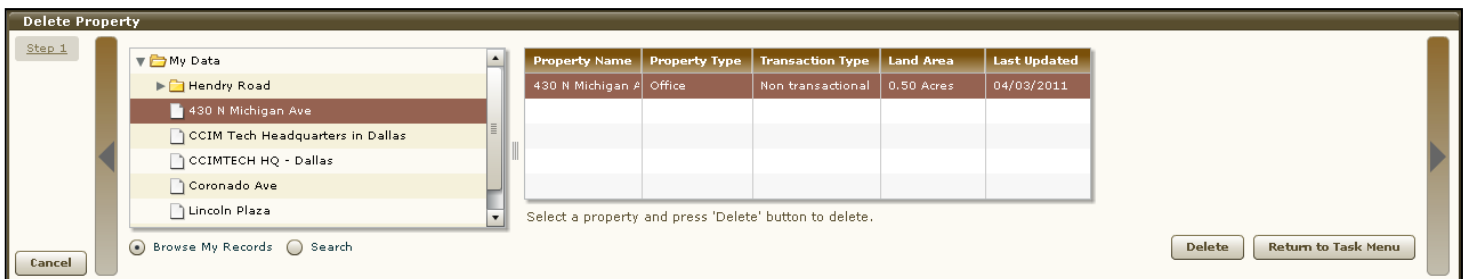 Delete Property
Step 1
My Data
Hendry Road
430 N Michigan Ave
CCIM Tech Headquarters in Dallas
CCIMTECH HQ - Dallas
Coronado Ave
Lincoln Plaza
Browse My Records Search
Property Name Property Type Transaction Type Land Area Last Updated
430 N Michigan A Office Non transactional 0.50 Acres 04/03/2011
Select a property and press 'Delete' button to delete.
Cancel
Delete Return to Task Menu